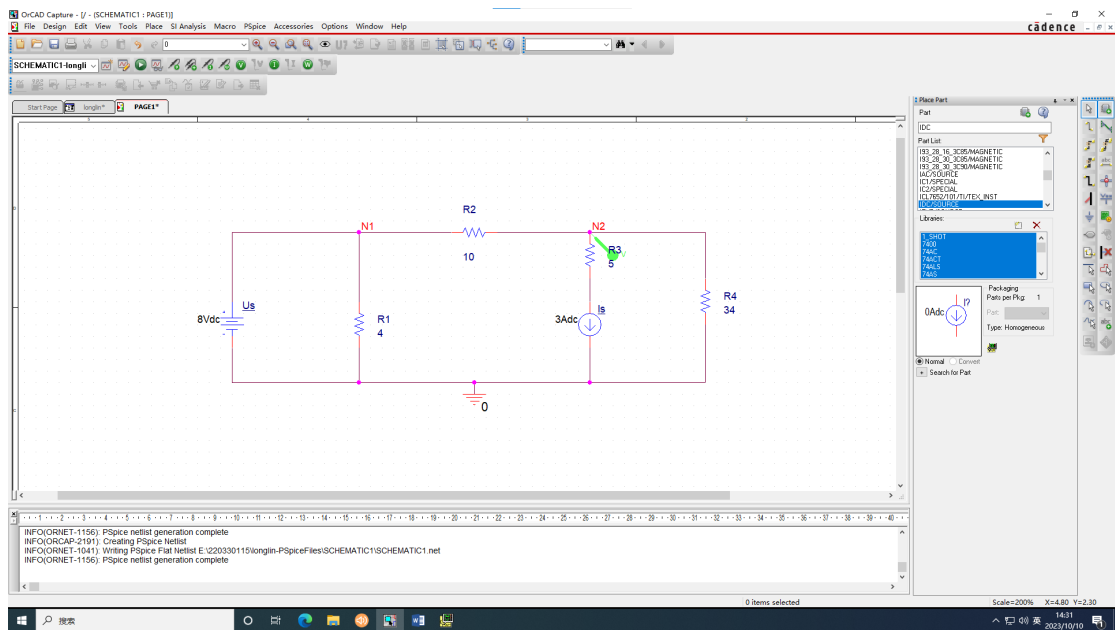 OrCAD Capture - [/ - (SCHEMATIC1 : PAGE1)]
File Design Edit View Tools Place SI Analysis Macro PSpice Accessories Options Window Help
cādence
0
SCHEMATIC1-longli
Start Page
longlin*
PAGE1*
Place Part
Part
IDC
Part List:
I93_28_16_3C85/MAGNETIC
I93_28_30_3C85/MAGNETIC
I93_28_30_3C90/MAGNETIC
IAC/SOURCE
IC1/SPECIAL
IC2/SPECIAL
ICL7652/101/TI/TEX_INST
IDC/SOURCE
Libraries:
1_SHOT
7400
74AC
74ACT
74ALS
74AS
Packaging
Parts per Pkg: 1
Part:
Type: Homogeneous
0Adc
I?
Normal
Convert
Search for Part
R2
10
N1
N2
R3
5
R4
34
Us
8Vdc
R1
4
Is
3Adc
0
INFO(ORNET-1156): PSpice netlist generation complete
INFO(ORCAP-2191): Creating PSpice Netlist
INFO(ORNET-1041): Writing PSpice Flat Netlist E:\220330115\longlin-PSpiceFiles\SCHEMATIC1\SCHEMATIC1.net
INFO(ORNET-1156): PSpice netlist generation complete
0 items selected
Scale=200% X=4.80 Y=2.30
搜索
英
14:31
2023/10/10